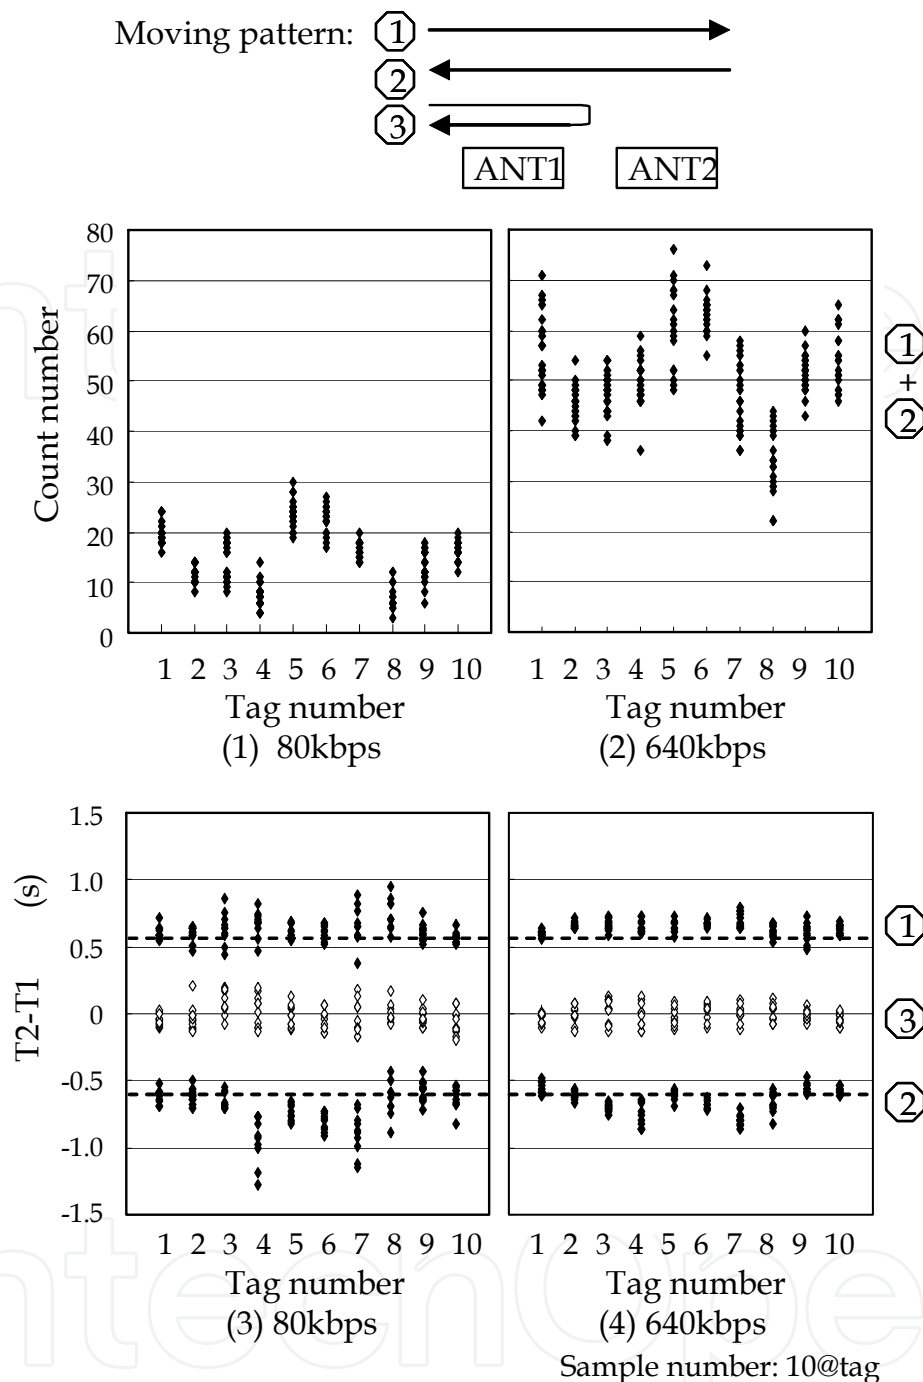 Moving pattern: 1
2
3
ANT1 ANT2
80
70
60
50
40
30
20
10
0
Count number
1 + 2
1 2 3 4 5 6 7 8 9 10
1 2 3 4 5 6 7 8 9 10
Tag number
Tag number
(1) 80kbps
(2) 640kbps
1.5
1.0
0.5
0
-0.5
-1.0
-1.5
T2-T1 (s)
1
3
2
1 2 3 4 5 6 7 8 9 10
1 2 3 4 5 6 7 8 9 10
Tag number
Tag number
(3) 80kbps
(4) 640kbps
Sample number: 10@tag